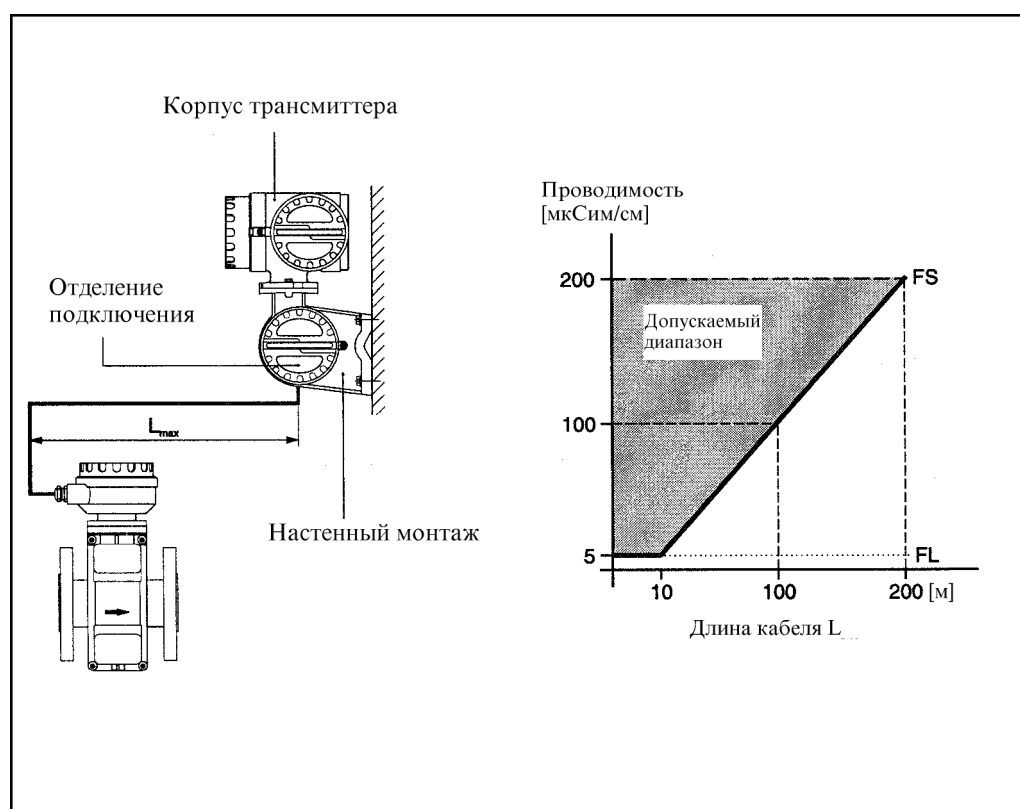 Корпус трансмиттера
Отделение
подключения
Lmax
Настенный монтаж
Проводимость
[мкСим/см]
200
FS
Допускаемый
диапазон
100
5
FL
10
100
200 [м]
Длина кабеля L